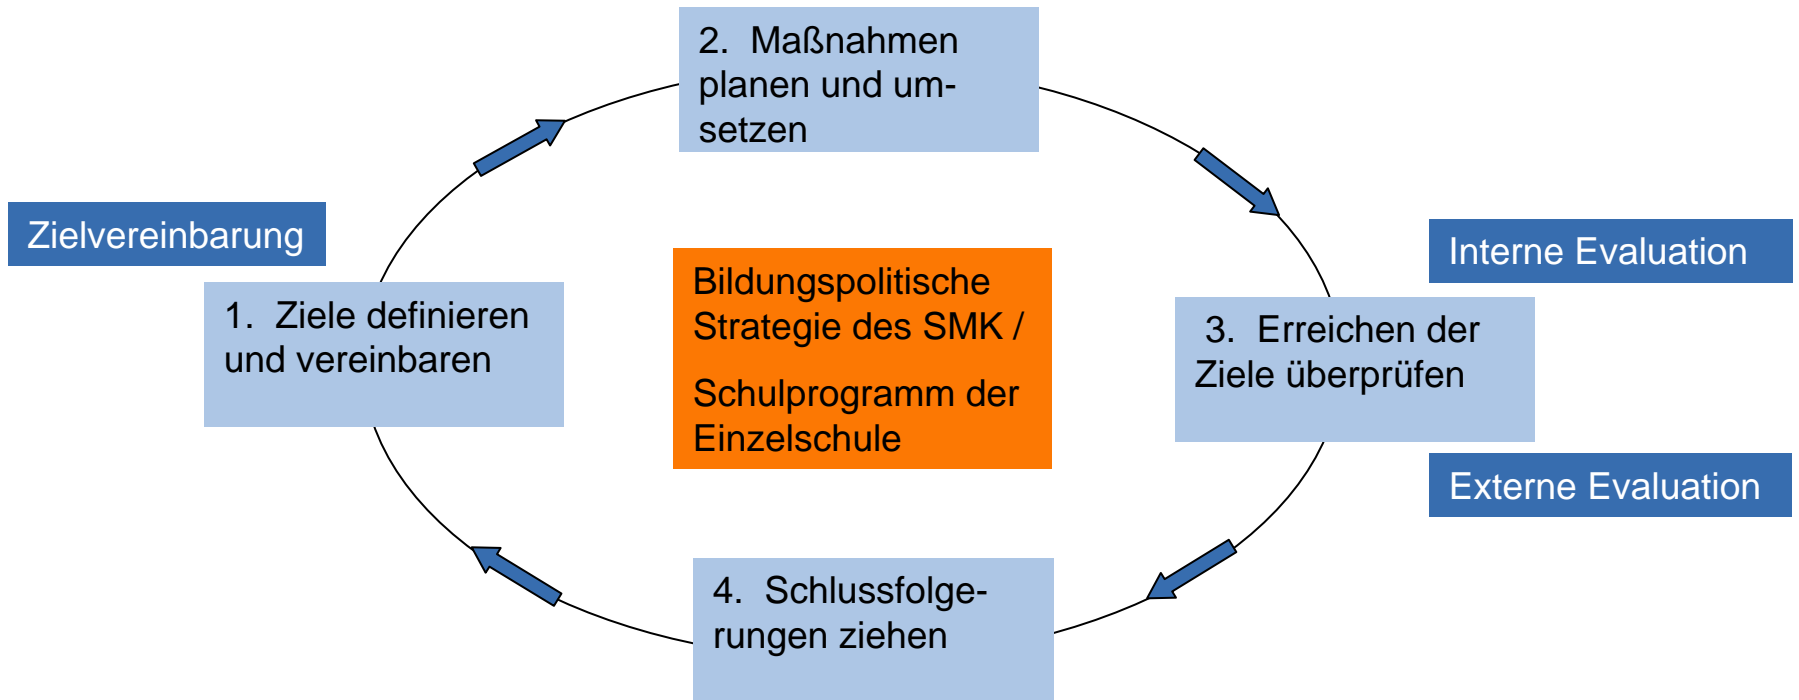 2. Maßnahmen
planen und um-
setzen
Zielvereinbarung
1. Ziele definieren
und vereinbaren
Bildungspolitische
Strategie des SMK /
Schulprogramm der
Einzelschule
Interne Evaluation
3. Erreichen der
Ziele überprüfen
Externe Evaluation
4. Schlussfolge-
rungen ziehen